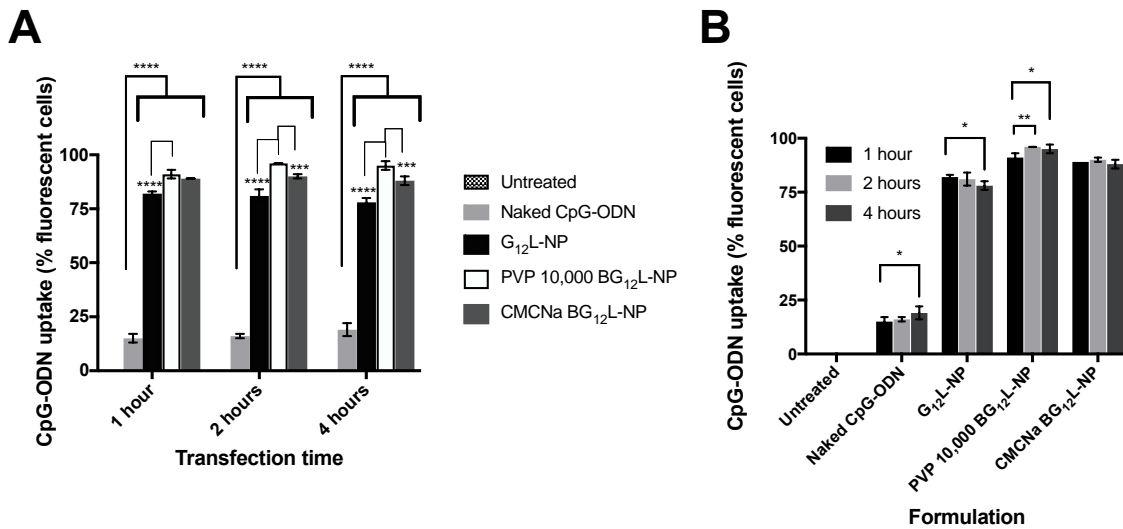 A
CpG-ODN uptake (% fluorescent cells)
100
75
50
25
0
****
****
****
****
****
***
****
***
1 hour
2 hours
4 hours
Transfection time
Untreated
Naked CpG-ODN
G₁₂L-NP
PVP 10,000 BG₁₂L-NP
CMCNa BG₁₂L-NP
B
CpG-ODN uptake (% fluorescent cells)
100
75
50
25
0
1 hour
2 hours
4 hours
*
*
*
**
Untreated
Naked CpG-ODN
G₁₂L-NP
PVP 10,000 BG₁₂L-NP
CMCNa BG₁₂L-NP
Formulation